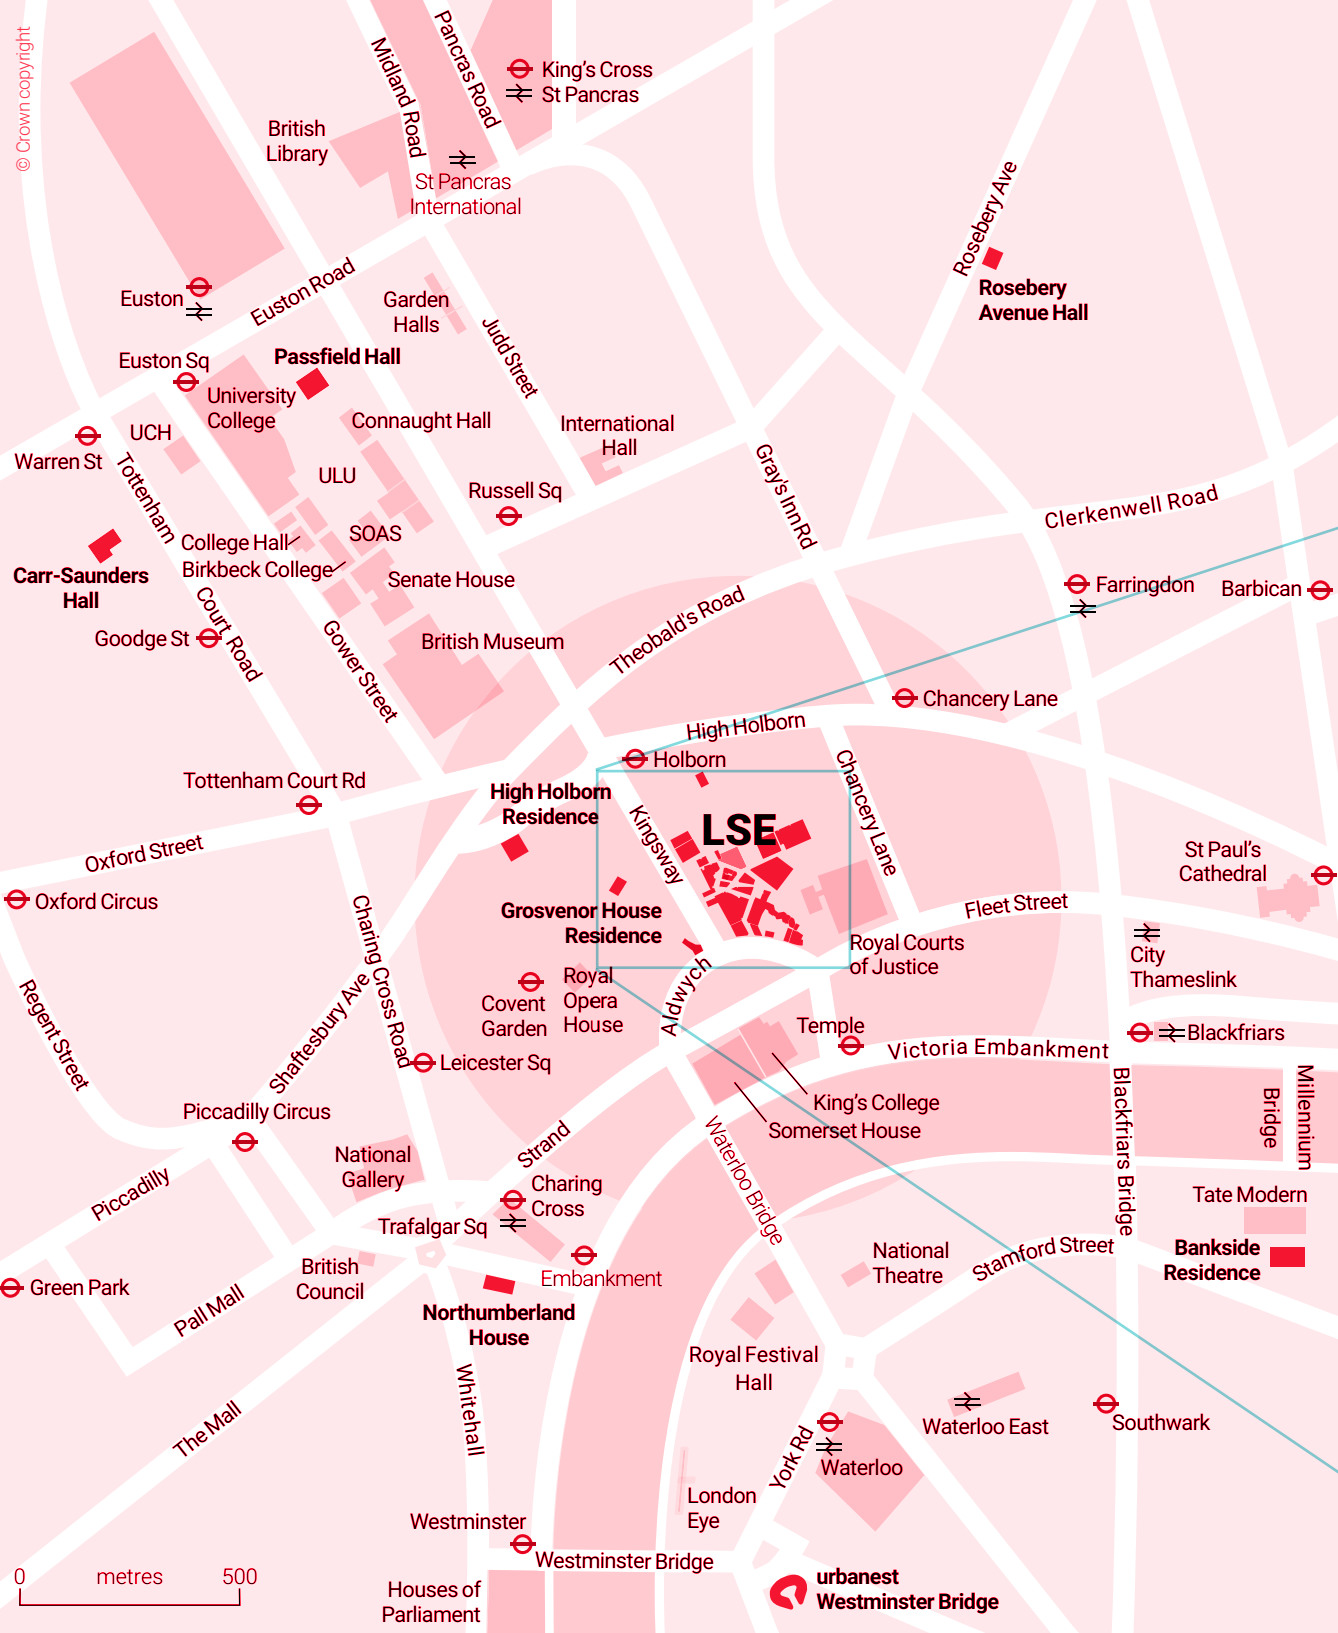 © Crown copyright
Midland Road
Pancras Road
King's Cross
St Pancras
British
Library
St Pancras
International
Rosebery Ave
Rosebery
Avenue Hall
Euston
Euston Road
Garden
Halls
Judd Street
Euston Sq
Passfield Hall
University
College
UCH
Connaught Hall
International
Hall
Warren St
Tottenham
Court Road
ULU
Russell Sq
Gray's Inn Rd
Clerkenwell Road
College Hall
SOAS
Birkbeck College
Senate House
Carr-Saunders
Hall
Farringdon
Barbican
Goodge St
Gower Street
British Museum
Theobald's Road
Chancery Lane
High Holborn
Holborn
Tottenham Court Rd
High Holborn
Residence
Kingsway
LSE
Chancery Lane
Oxford Street
Oxford Circus
St Paul's
Cathedral
Grosvenor House
Residence
Fleet Street
Charing Cross Road
Royal Courts
of Justice
City
Thameslink
Regent Street
Shaftesbury Ave
Covent
Garden
Royal
Opera
House
Aldwych
Temple
Blackfriars
Victoria Embankment
Leicester Sq
Piccadilly Circus
King's College
Somerset House
Blackfriars Bridge
Millennium
Bridge
Waterloo Bridge
National
Gallery
Strand
Piccadilly
Charing
Cross
Trafalgar Sq
Tate Modern
Bankside
Residence
Stamford Street
National
Theatre
Embankment
British
Council
Green Park
Pall Mall
Northumberland
House
Royal Festival
Hall
Whitehall
The Mall
Waterloo East
Southwark
York Rd
Waterloo
London
Eye
Westminster
Westminster Bridge
0 metres 500
Houses of
Parliament
urbanest
Westminster Bridge